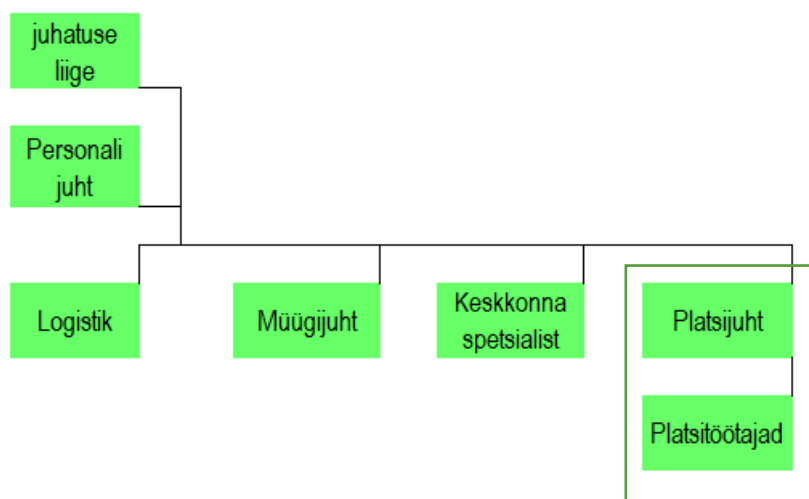 juhatuse
liige
Personali
juht
Logistik
Müügijuht
Keskkonna
spetsialist
Platsijuht
Platsitöötajad